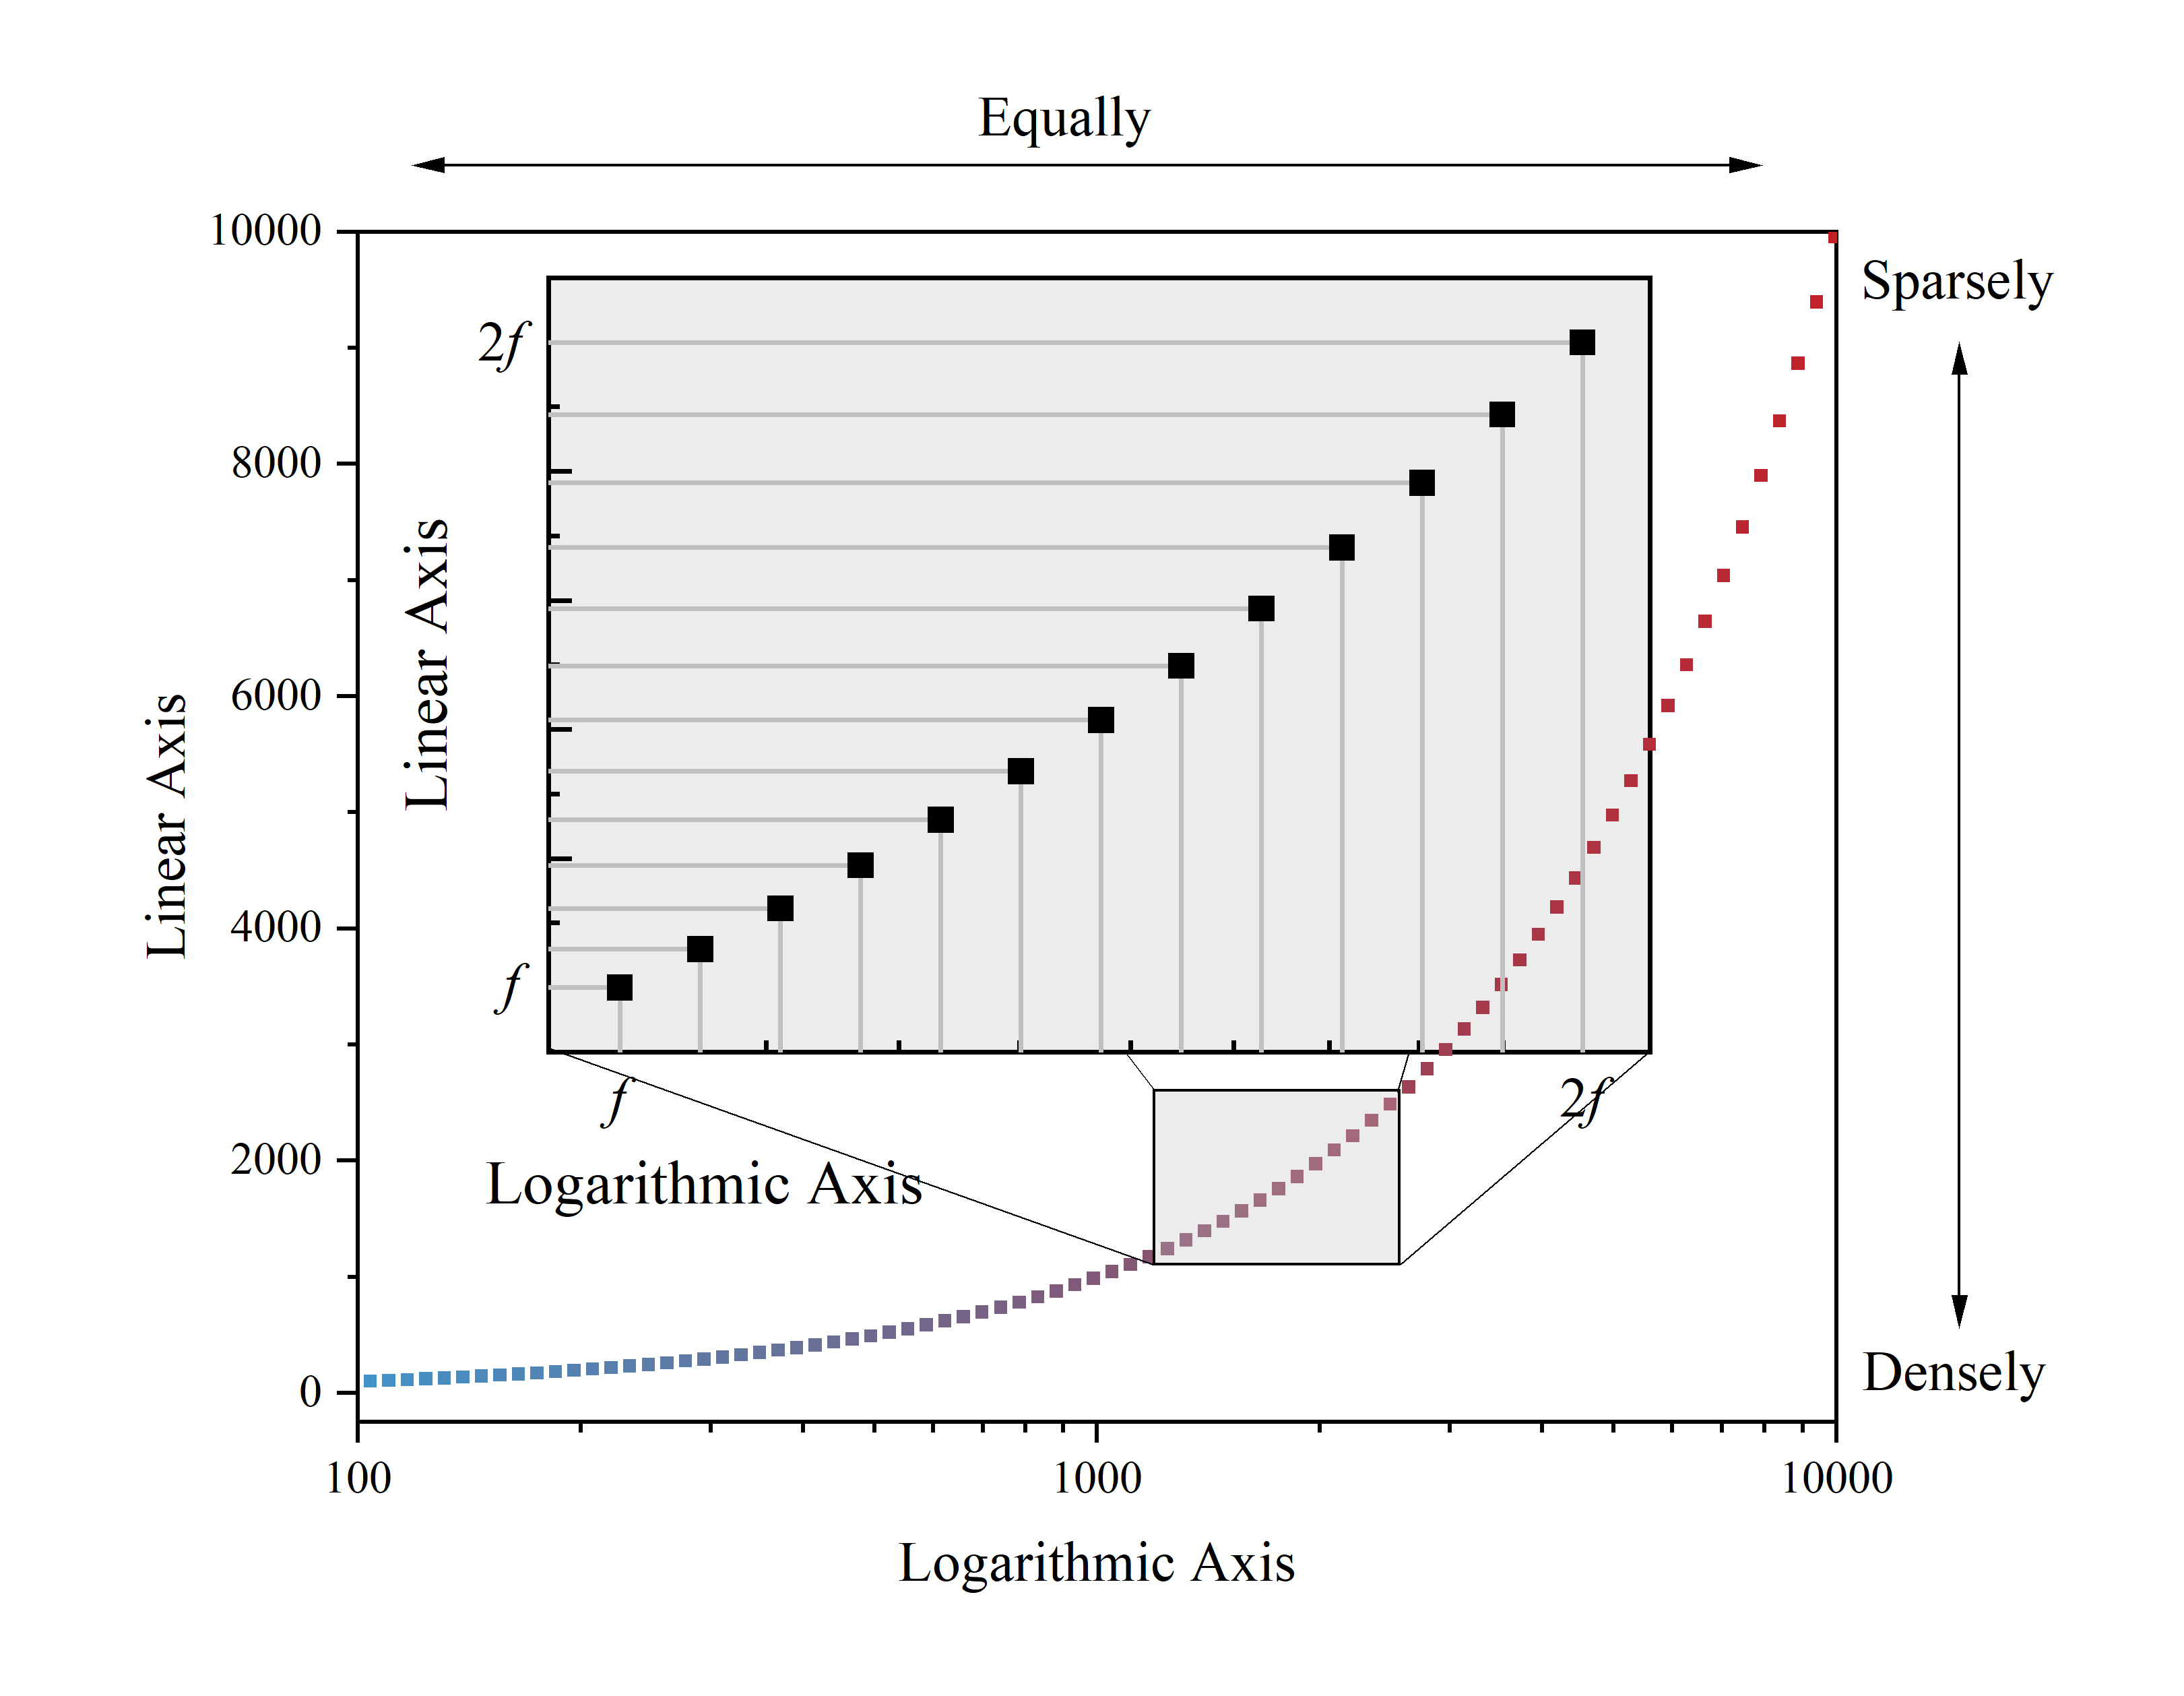 Equally
10000
Sparsely
2f
8000
Linear Axis
6000
Linear Axis
4000
f
f
2f
2000
Logarithmic Axis
Densely
0
100
1000
10000
Logarithmic Axis